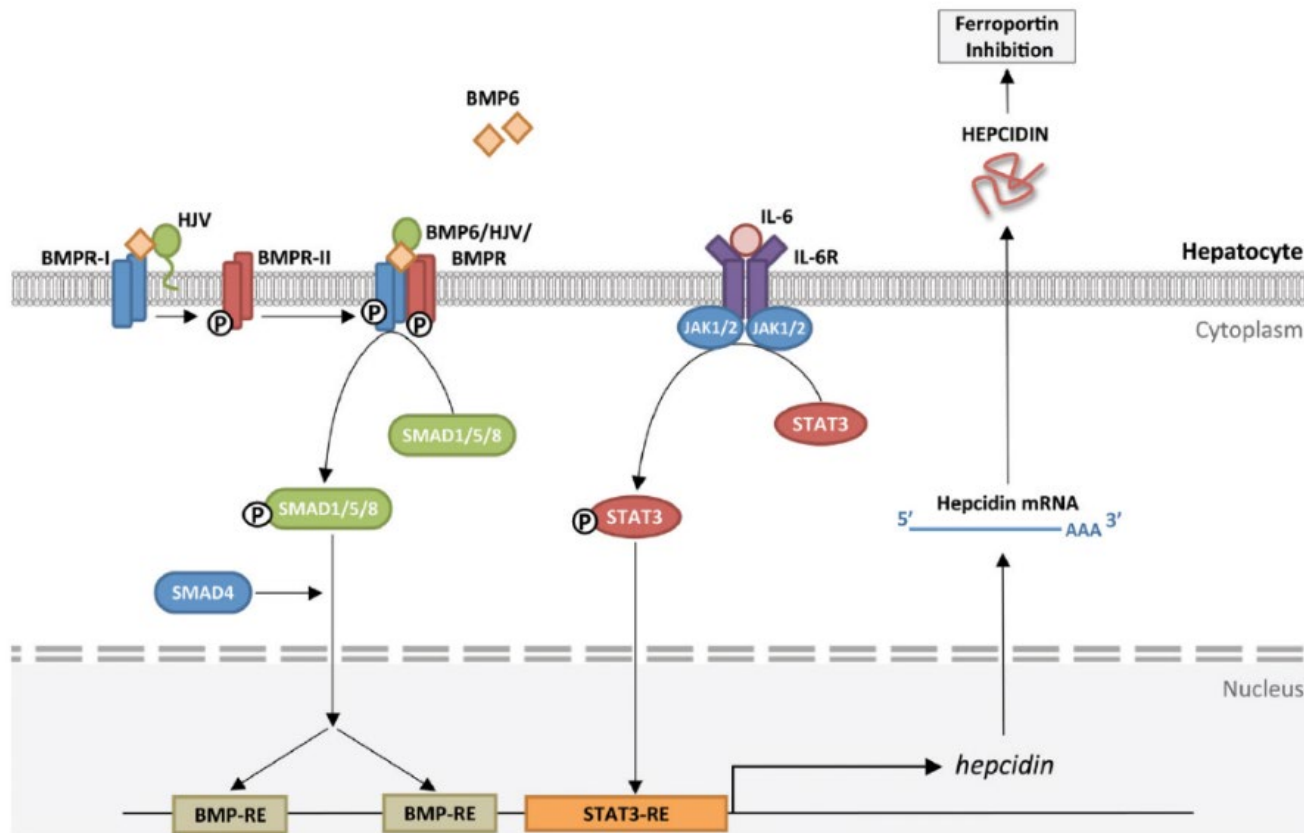 Ferroportin
Inhibition
BMP6
HEPCIDIN
HJV
BMPR-I
BMPR-II
BMP6/HJV/
BMPR
IL-6
IL-6R
Hepatocyte
P
P
P
JAK1/2
JAK1/2
Cytoplasm
SMAD1/5/8
STAT3
P
SMAD1/5/8
P
STAT3
Hepcidin mRNA
5’
AAA 3’
SMAD4
Nucleus
hepcidin
BMP-RE
BMP-RE
STAT3-RE